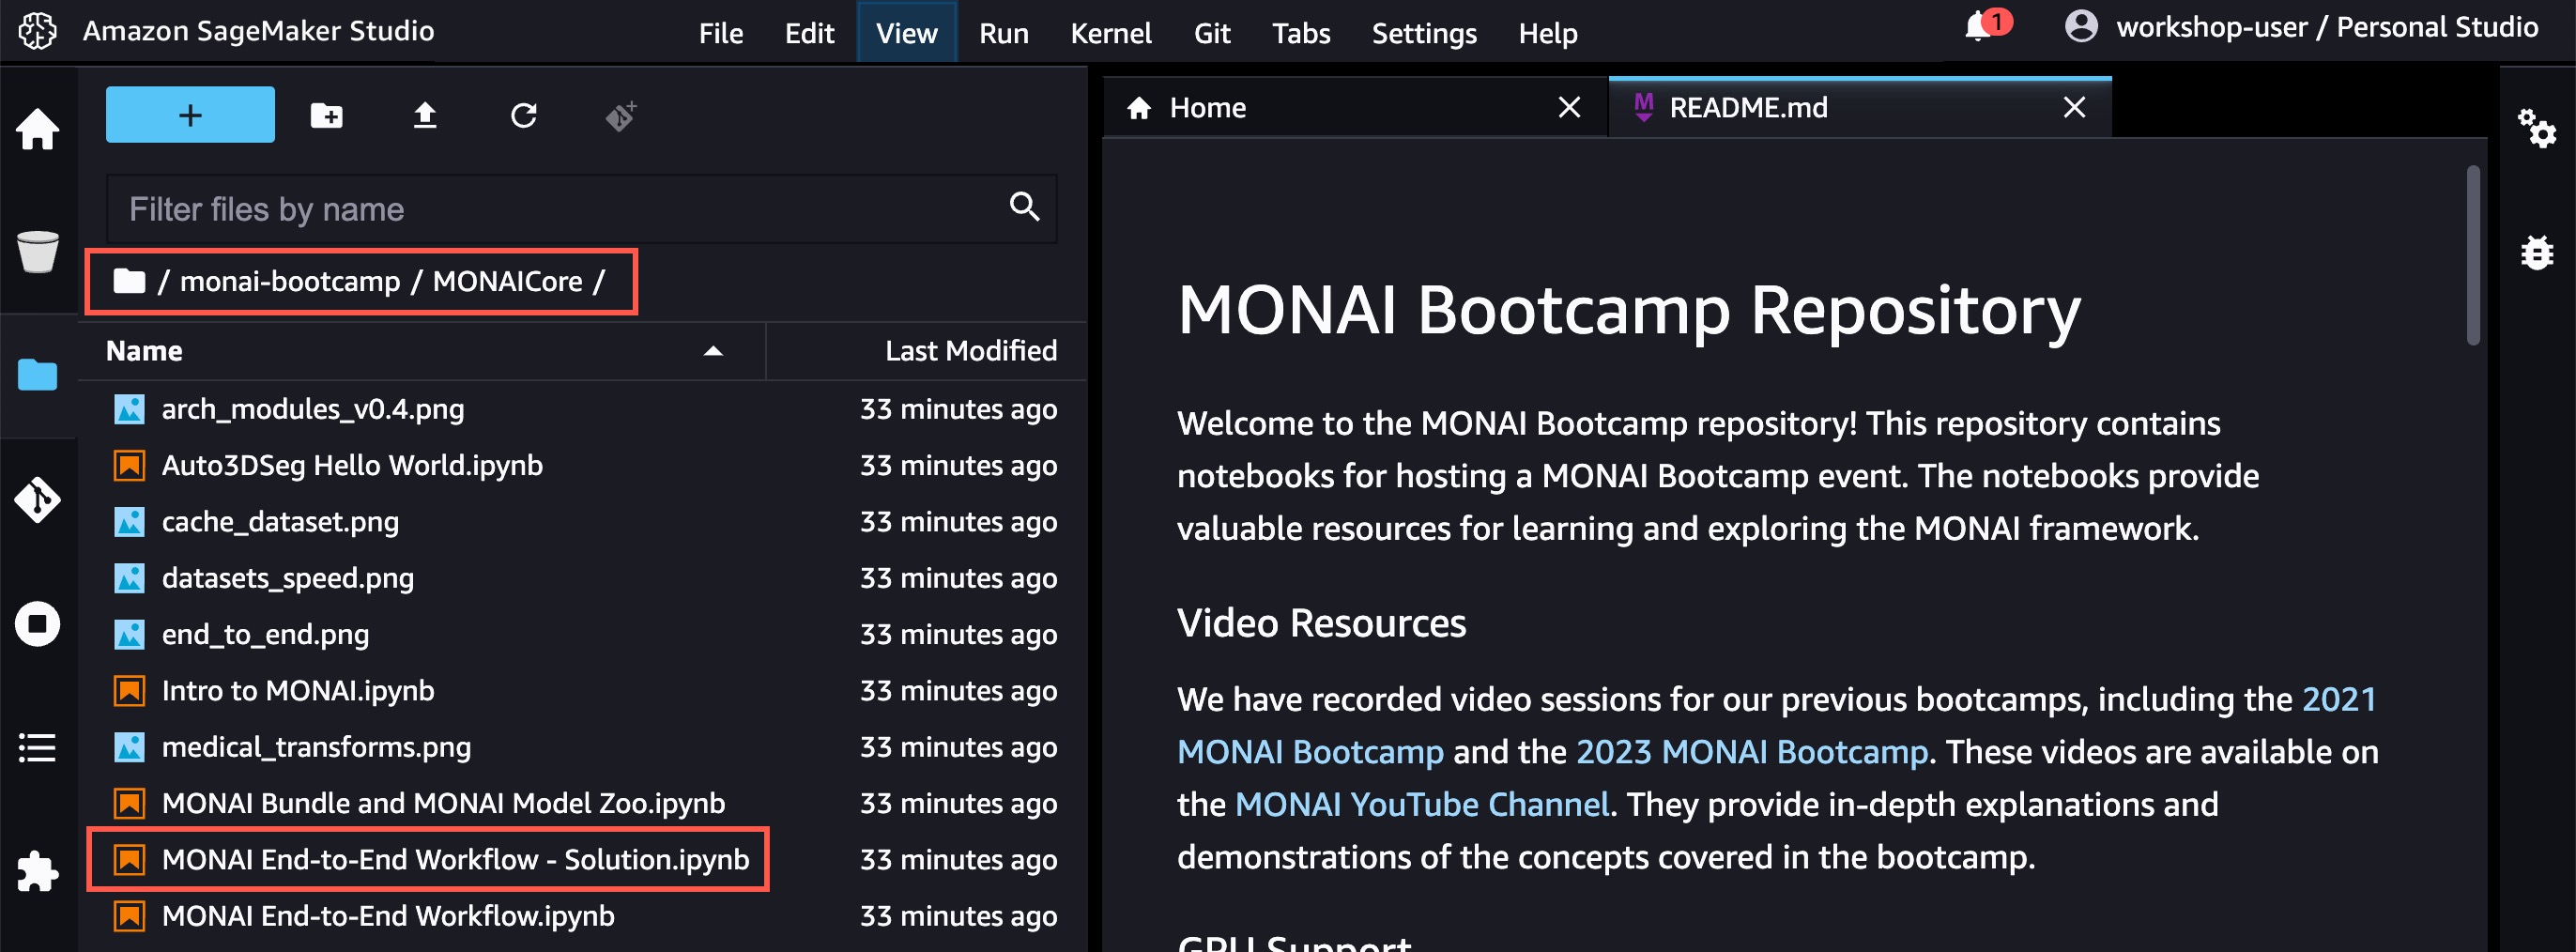 Amazon SageMaker Studio
File Edit View Run Kernel Git Tabs Settings Help
1
workshop-user / Personal Studio
+
Filter files by name
/ monai-bootcamp / MONAICore /
Name Last Modified
arch_modules_v0.4.png 33 minutes ago
Auto3DSeg Hello World.ipynb 33 minutes ago
cache_dataset.png 33 minutes ago
datasets_speed.png 33 minutes ago
end_to_end.png 33 minutes ago
Intro to MONAI.ipynb 33 minutes ago
medical_transforms.png 33 minutes ago
MONAI Bundle and MONAI Model Zoo.ipynb 33 minutes ago
MONAI End-to-End Workflow - Solution.ipynb 33 minutes ago
MONAI End-to-End Workflow.ipynb 33 minutes ago
Home
M README.md
MONAI Bootcamp Repository
Welcome to the MONAI Bootcamp repository! This repository contains
notebooks for hosting a MONAI Bootcamp event. The notebooks provide
valuable resources for learning and exploring the MONAI framework.
Video Resources
We have recorded video sessions for our previous bootcamps, including the 2021
MONAI Bootcamp and the 2023 MONAI Bootcamp. These videos are available on
the MONAI YouTube Channel. They provide in-depth explanations and
demonstrations of the concepts covered in the bootcamp.
GPU Support